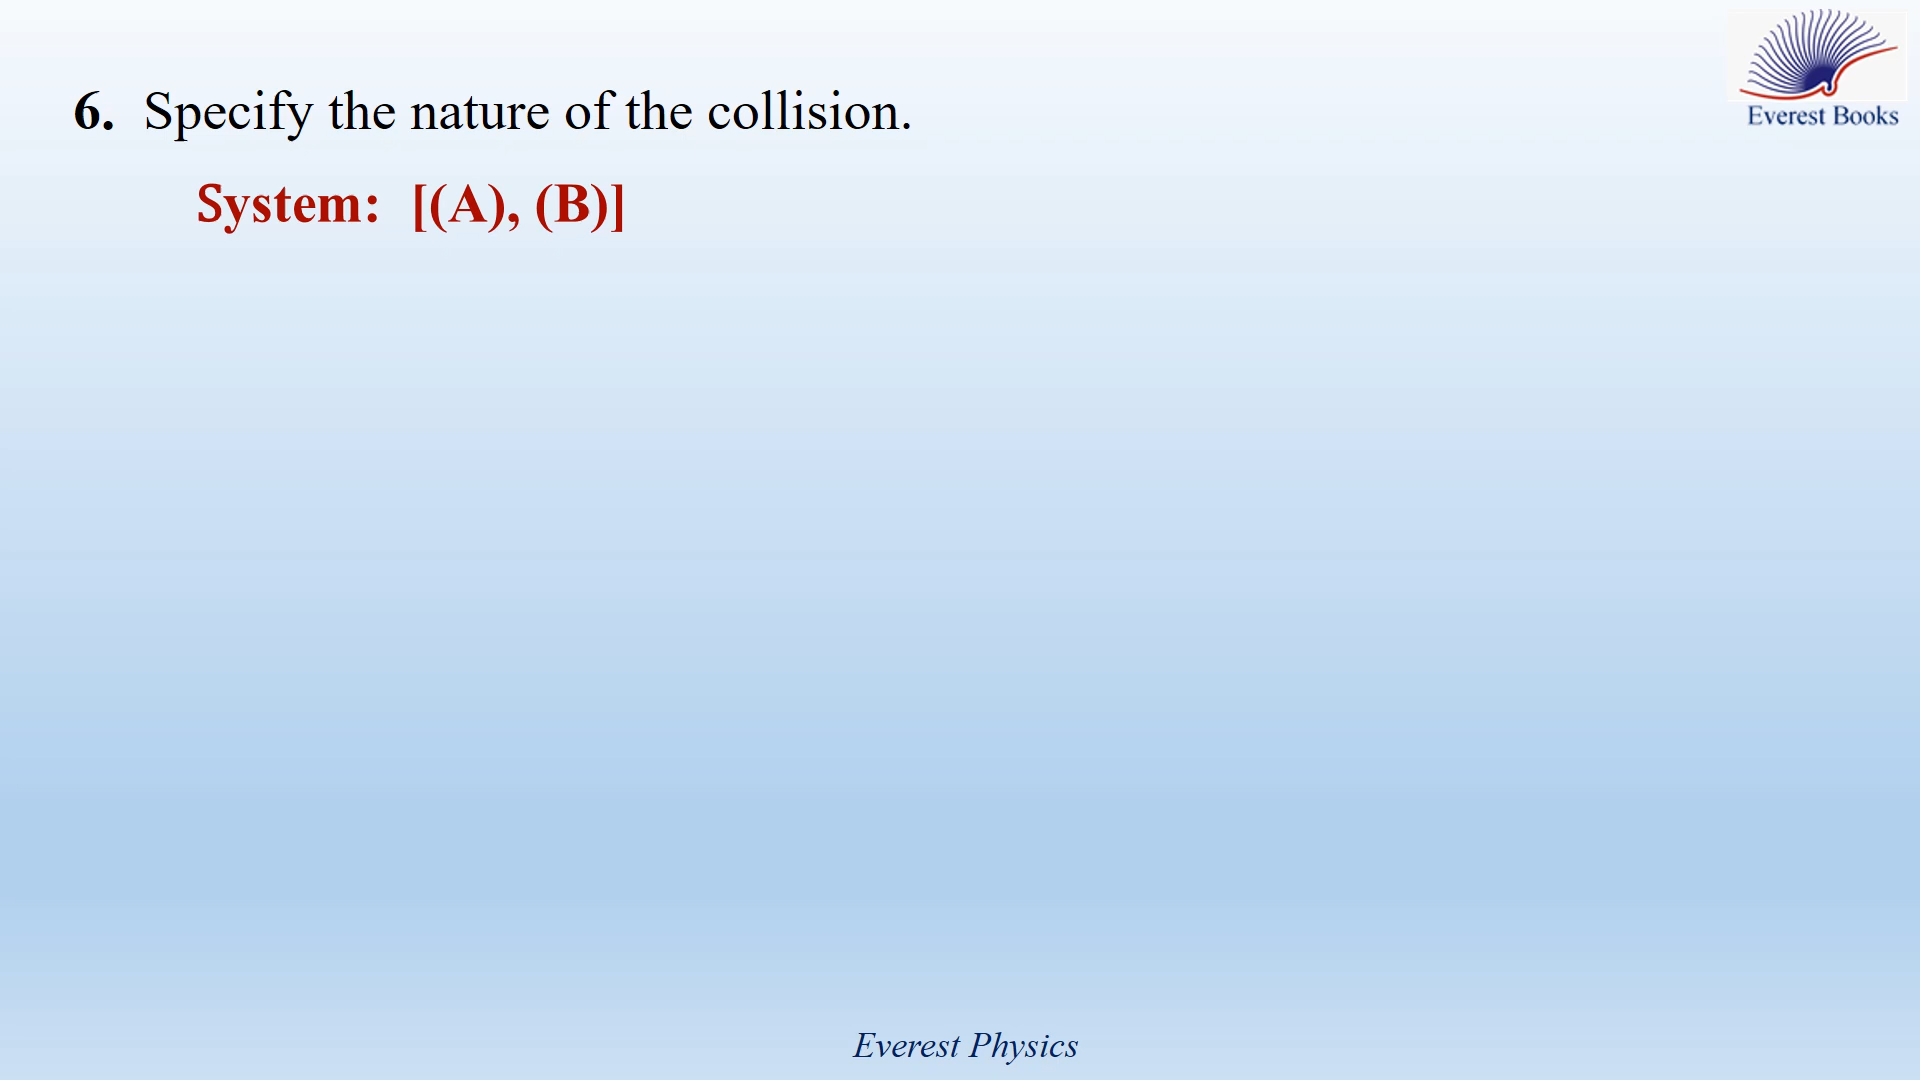 Everest Books
6. Specify the nature of the collision.
System: [(A), (B)]
Everest Physics